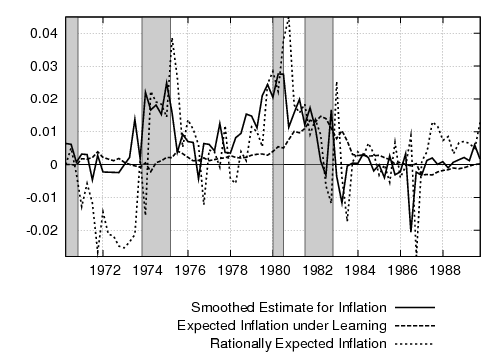 0.04
0.03
0.02
0.01
0
-0.01
-0.02
1972 1974 1976 1978 1980 1982 1984 1986 1988
Smoothed Estimate for Inflation
Expected Inflation under Learning
Rationally Expected Inflation